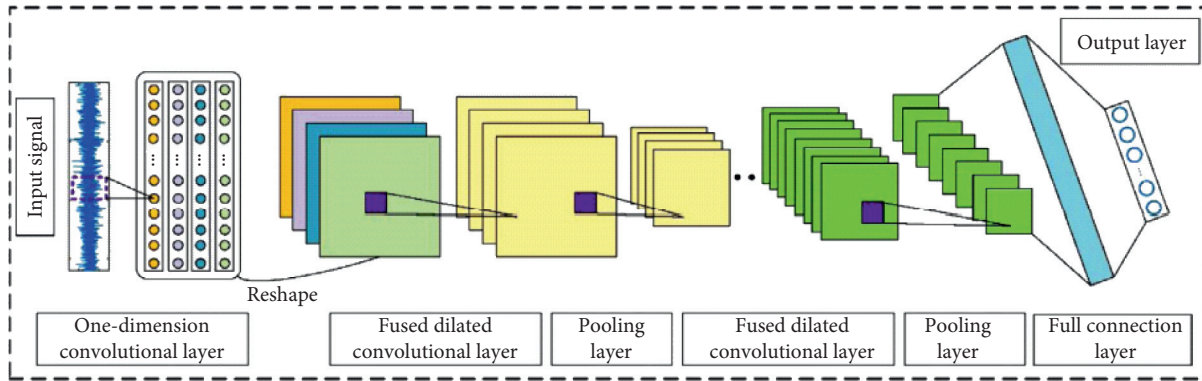 Output layer
Input signal
Reshape
One-dimension
convolutional layer
Fused dilated
convolutional layer
Pooling
layer
Fused dilated
convolutional layer
Pooling
layer
Full connection
layer